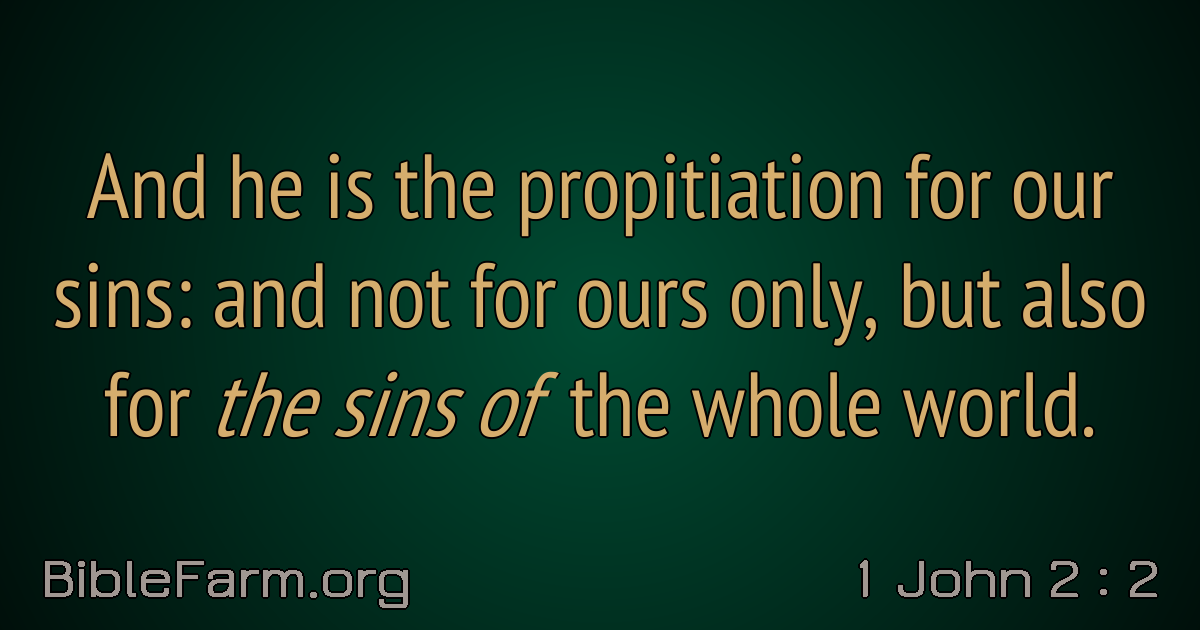 And he is the propitiation for our
sins: and not for ours only, but also
for the sins of the whole world.
BibleFarm.org
1 John 2 : 2